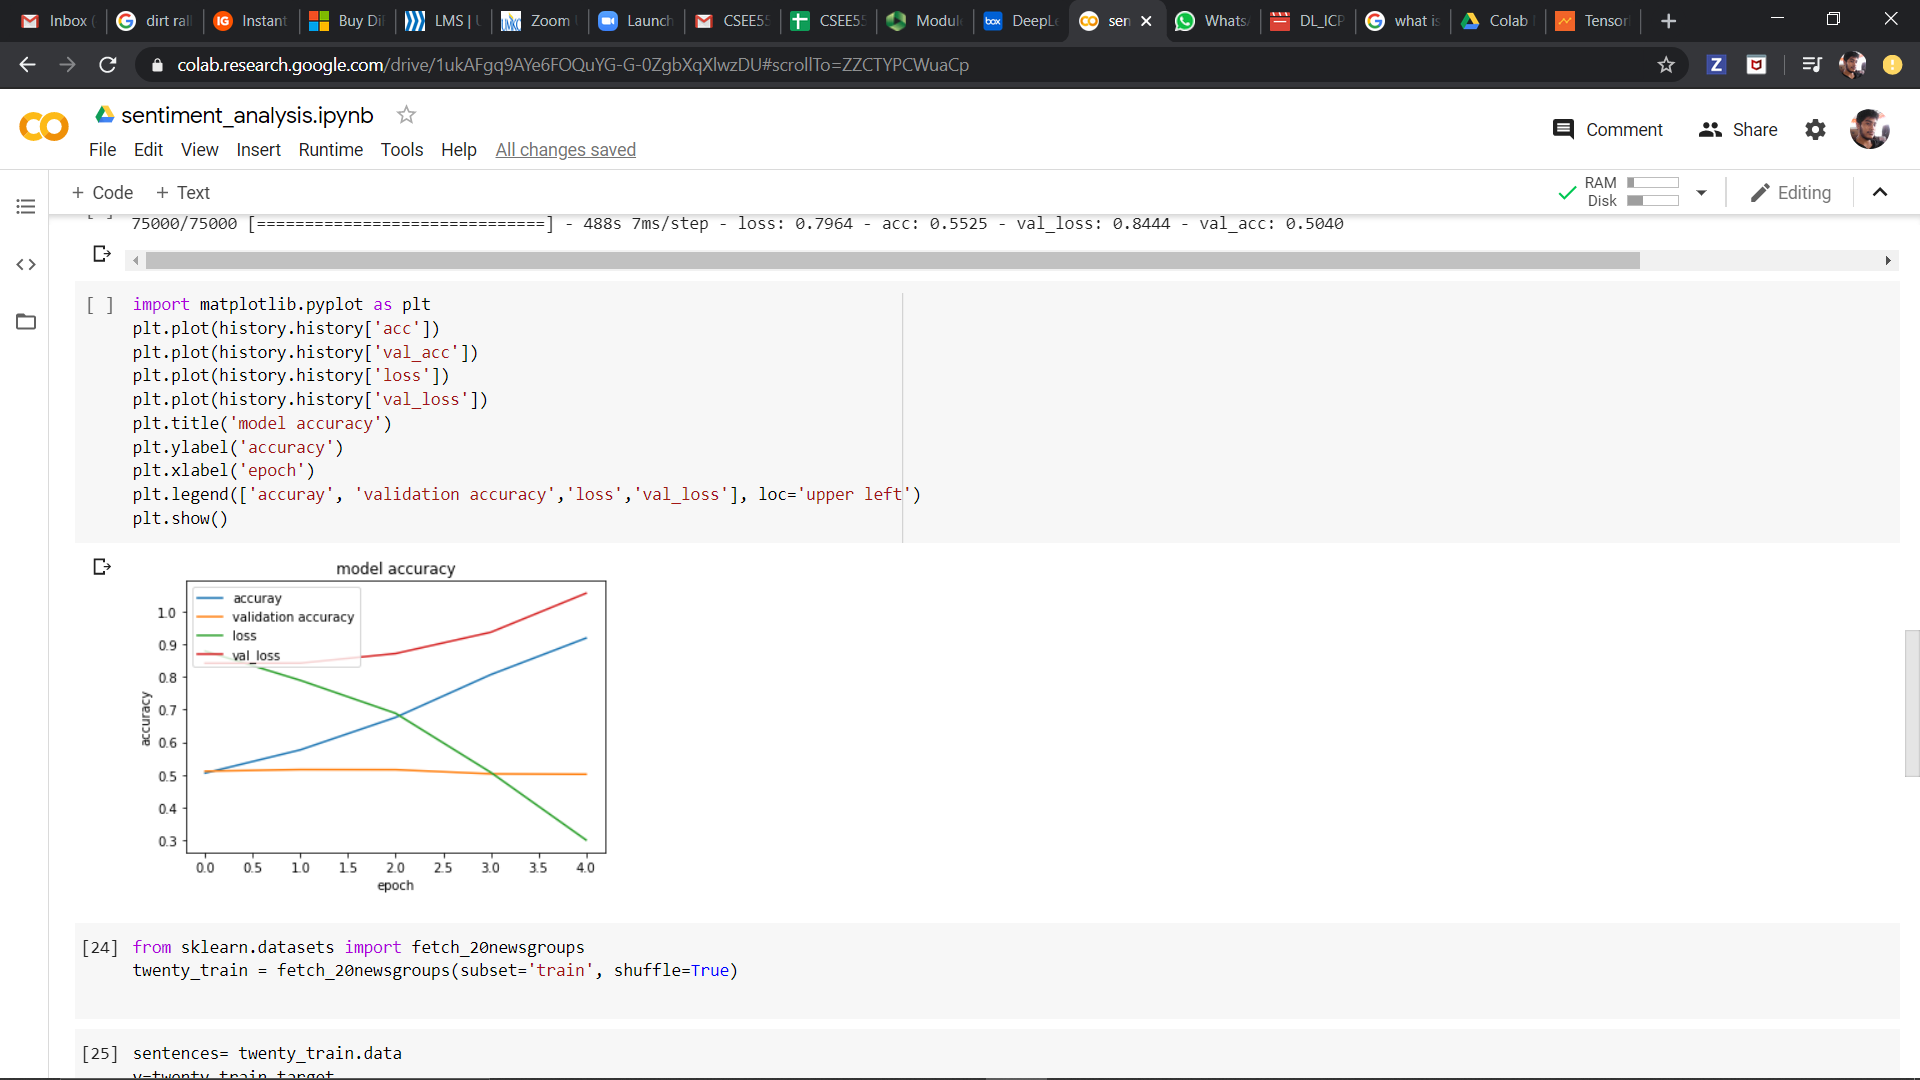 Inbox (
dirt rall
Instant
Buy Dif
LMS | U
Zoom
Launch
CSEE55
CSEE55
Modul
DeepLe
sen
Whats
DL_ICP
what is
Colab
Tensor
colab.research.google.com/drive/1ukAFgq9AYe6FOQuYG-G-0ZgbXqXlwzDU#scrollTo=ZZCTYPCWuaCp
sentiment_analysis.ipynb
File Edit View Insert Runtime Tools Help All changes saved
Comment Share
+ Code + Text
RAM
Disk
Editing
75000/75000 [==============================] - 488s 7ms/step - loss: 0.7964 - acc: 0.5525 - val_loss: 0.8444 - val_acc: 0.5040
[ ] import matplotlib.pyplot as plt
plt.plot(history.history['acc'])
plt.plot(history.history['val_acc'])
plt.plot(history.history['loss'])
plt.plot(history.history['val_loss'])
plt.title('model accuracy')
plt.ylabel('accuracy')
plt.xlabel('epoch')
plt.legend(['accuray', 'validation accuracy','loss','val_loss'], loc='upper left')
plt.show()
model accuracy
accuray
validation accuracy
loss
val_loss
1.0
0.9
0.8
0.7
0.6
0.5
0.4
0.3
accuracy
0.0 0.5 1.0 1.5 2.0 2.5 3.0 3.5 4.0
epoch
[24] from sklearn.datasets import fetch_20newsgroups
twenty_train = fetch_20newsgroups(subset='train', shuffle=True)
[25] sentences= twenty_train.data
y=twenty_train.target